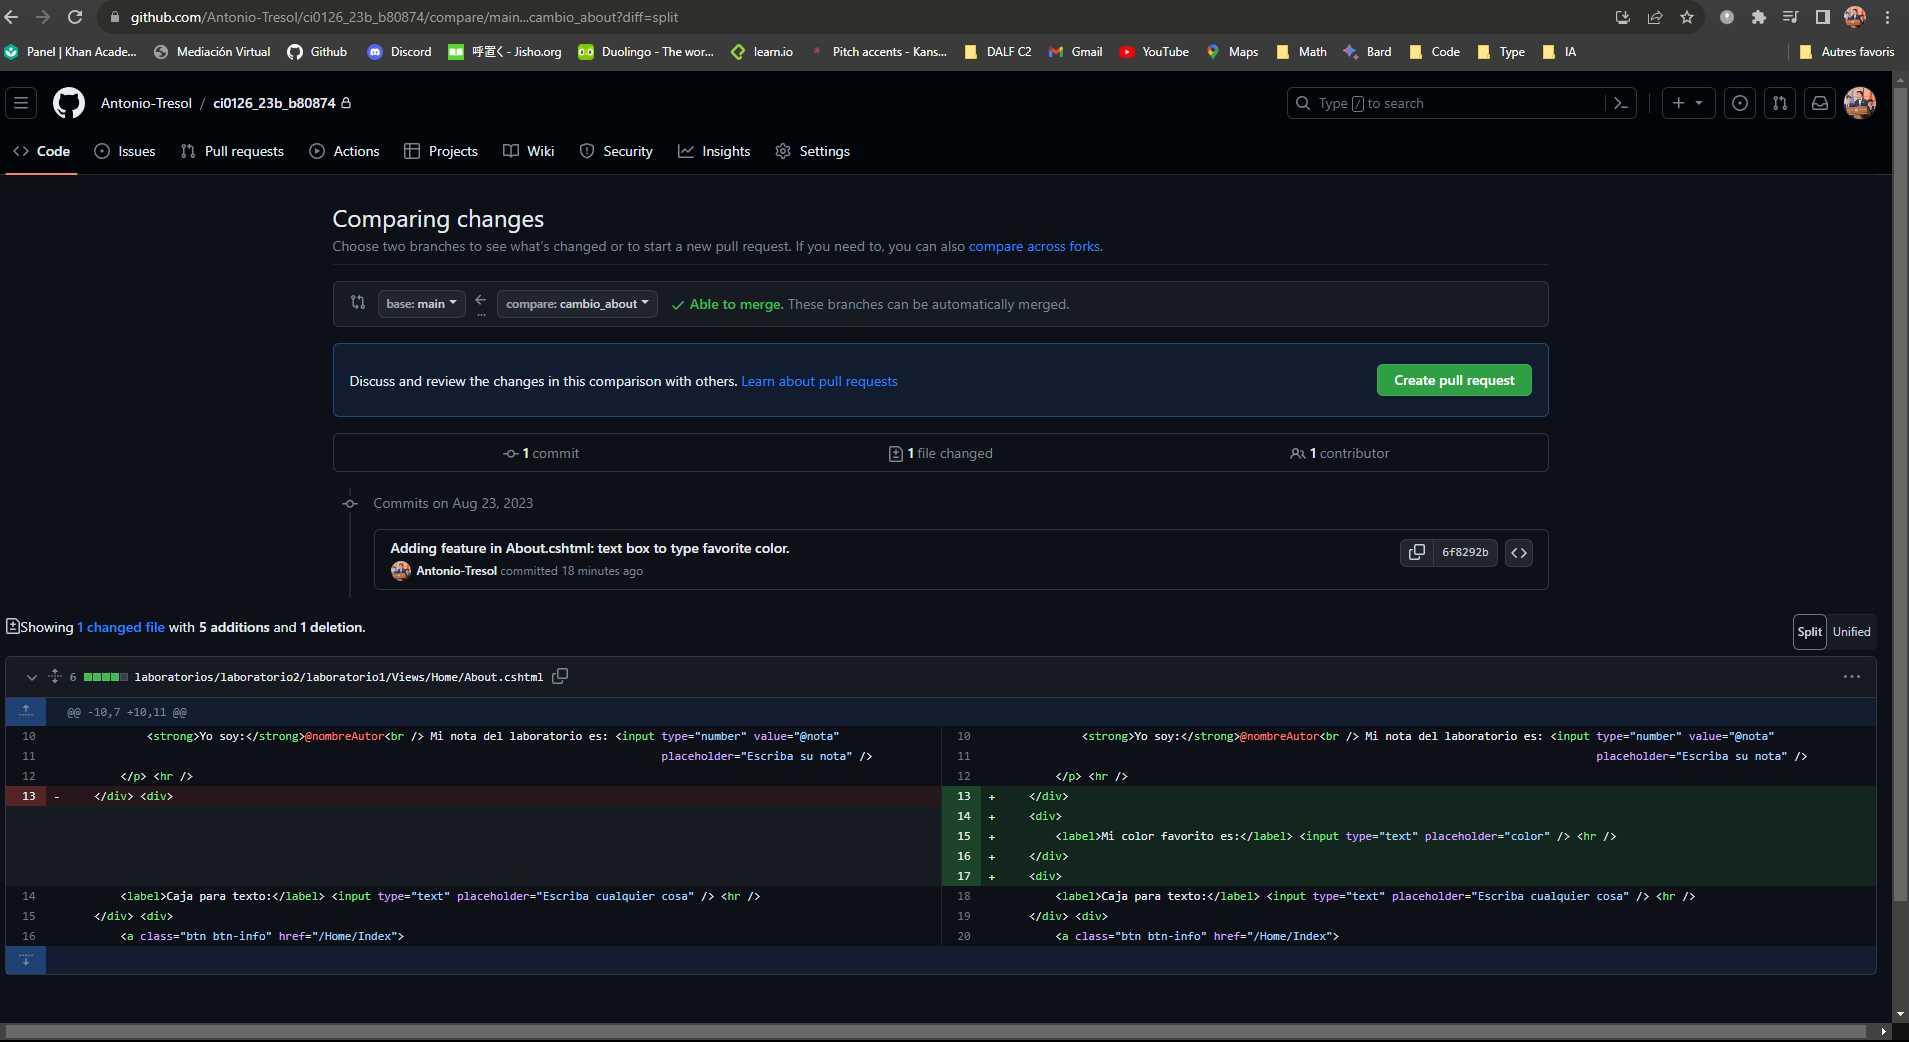 github.com/Antonio-Tresol/ci0126_23b_b80874/compare/main...cambio_about?diff=split
Panel | Khan Acade... Mediación Virtual Github Discord 呼置く - Jisho.org Duolingo - The wor... learn.io Pitch accents - Kans... DALF C2 Gmail YouTube Maps Math Bard Code Type IA Autres favoris
Antonio-Tresol / ci0126_23b_b80874 Type / to search
Code Issues Pull requests Actions Projects Wiki Security Insights Settings
Comparing changes
Choose two branches to see what's changed or to start a new pull request. If you need to, you can also compare across forks.
base: main ... compare: cambio_about Able to merge. These branches can be automatically merged.
Discuss and review the changes in this comparison with others. Learn about pull requests Create pull request
1 commit 1 file changed 1 contributor
Commits on Aug 23, 2023
Adding feature in About.cshtml: text box to type favorite color.
Antonio-Tresol committed 18 minutes ago 6f8292b
Showing 1 changed file with 5 additions and 1 deletion.
Split Unified
6 laboratorios/laboratorio2/laboratorio1/Views/Home/About.cshtml
@@ -10,7 +10,11 @@
10 <strong>Yo soy:</strong>@nombreAutor<br /> Mi nota del laboratorio es: <input type="number" value="@nota" 10 <strong>Yo soy:</strong>@nombreAutor<br /> Mi nota del laboratorio es: <input type="number" value="@nota"
11 placeholder="Escriba su nota" /> 11 placeholder="Escriba su nota" />
12 </p> <hr /> 12 </p> <hr />
13 - </div> <div> 13 + </div>
14 + <div>
15 + <label>Mi color favorito es:</label> <input type="text" placeholder="color" /> <hr />
16 + </div>
17 + <div>
14 <label>Caja para texto:</label> <input type="text" placeholder="Escriba cualquier cosa" /> <hr /> 18 <label>Caja para texto:</label> <input type="text" placeholder="Escriba cualquier cosa" /> <hr />
15 </div> <div> 19 </div> <div>
16 <a class="btn btn-info" href="/Home/Index"> 20 <a class="btn btn-info" href="/Home/Index">